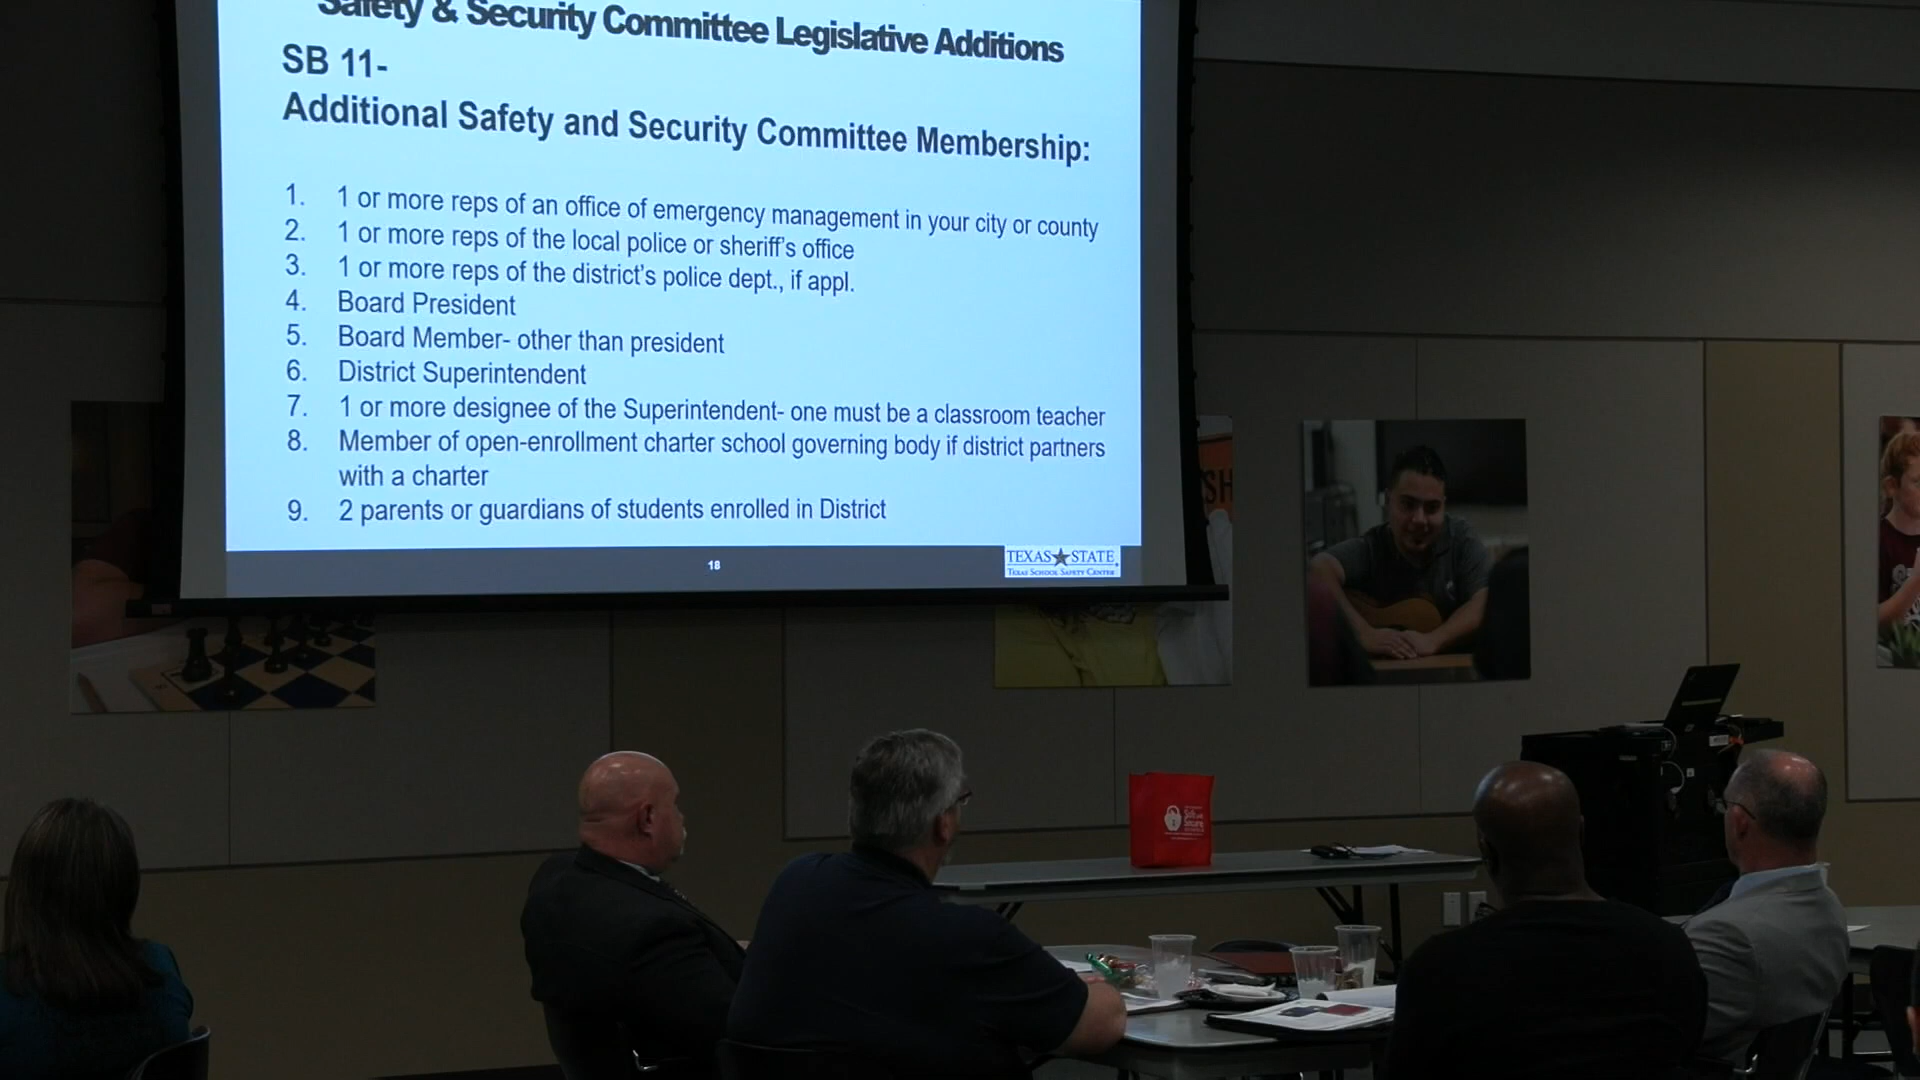 Safety & Security Committee Legislative Additions
SB 11-
Additional Safety and Security Committee Membership:
1. 1 or more reps of an office of emergency management in your city or county
2. 1 or more reps of the local police or sheriff's office
3. 1 or more reps of the district's police dept., if appl.
4. Board President
5. Board Member- other than president
6. District Superintendent
7. 1 or more designee of the Superintendent- one must be a classroom teacher
8. Member of open-enrollment charter school governing body if district partners
with a charter
9. 2 parents or guardians of students enrolled in District
18
TEXAS STATE
TEXAS SCHOOL SAFETY CENTER
SH
Safe and
Secure